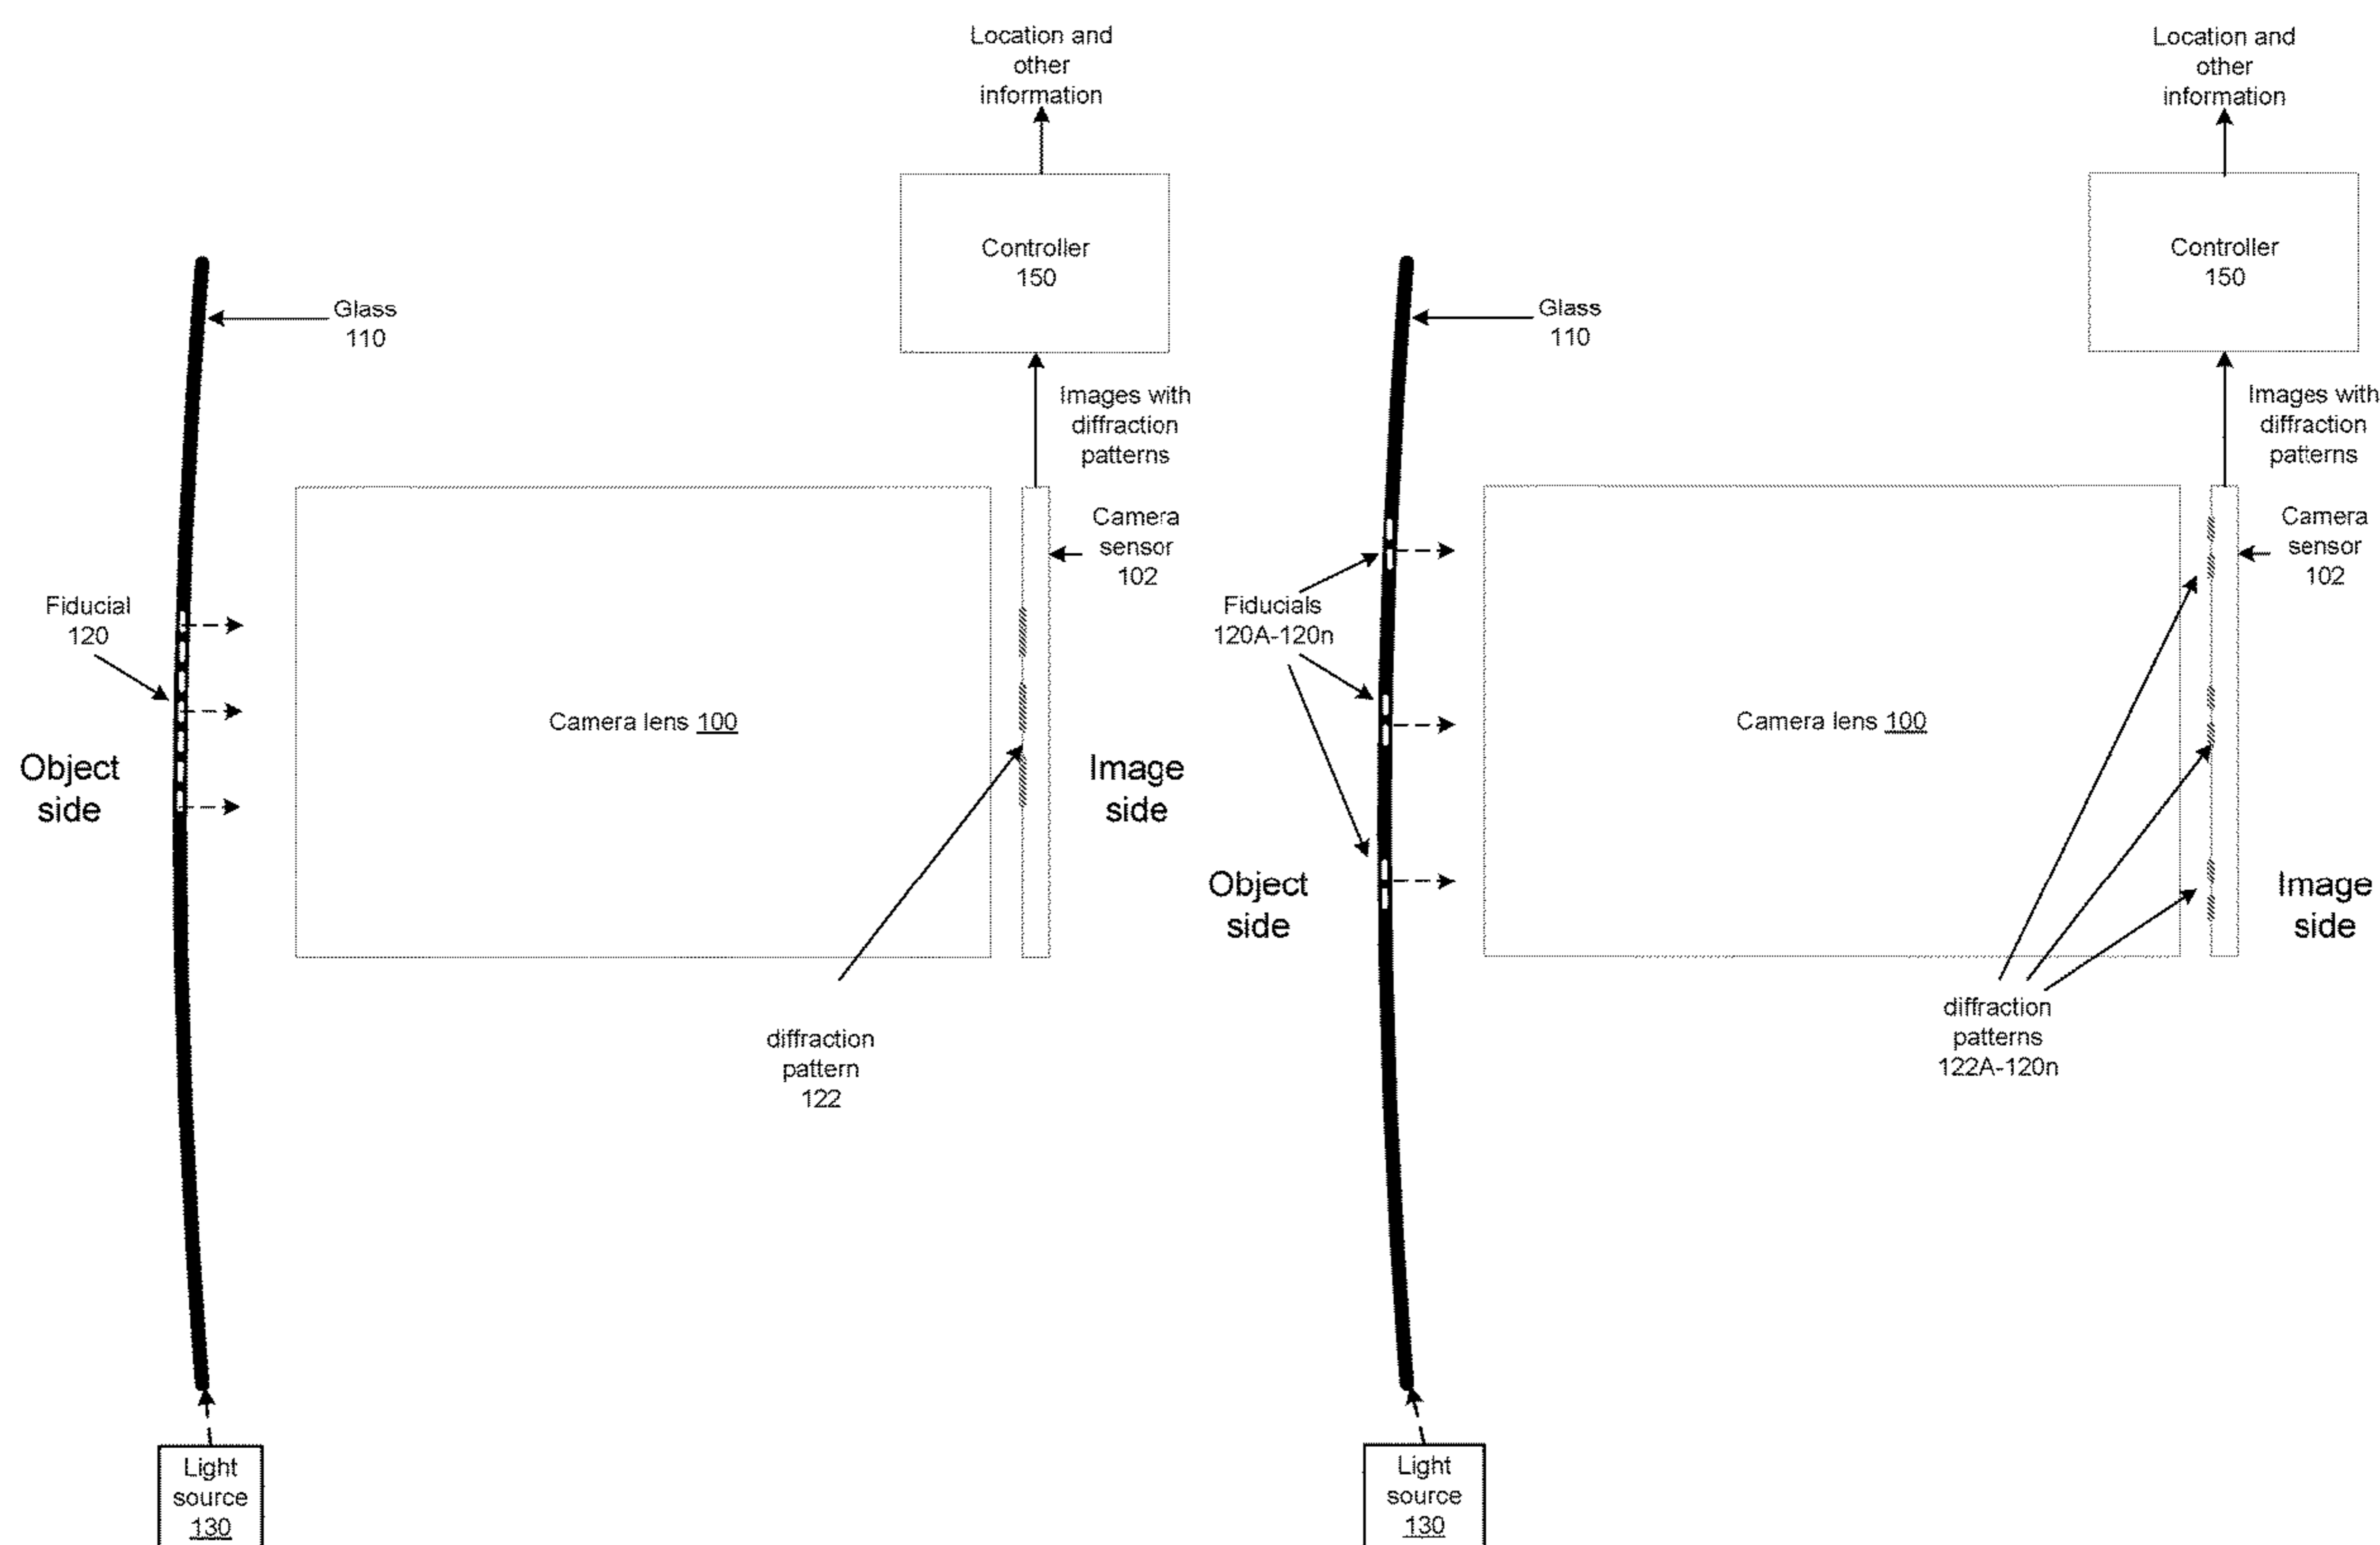 Location and
other
information
Controller
150
Glass
110
Images with
diffraction
patterns
Camera
sensor
102
Fiducial
120
Camera lens 100
Object
side
Image
side
diffraction
pattern
122
Light
source
130
Location and
other
information
Controller
150
Glass
110
Images with
diffraction
patterns
Camera
sensor
102
Fiducials
120A-120n
Camera lens 100
Object
side
Image
side
diffraction
patterns
122A-120n
Light
source
130